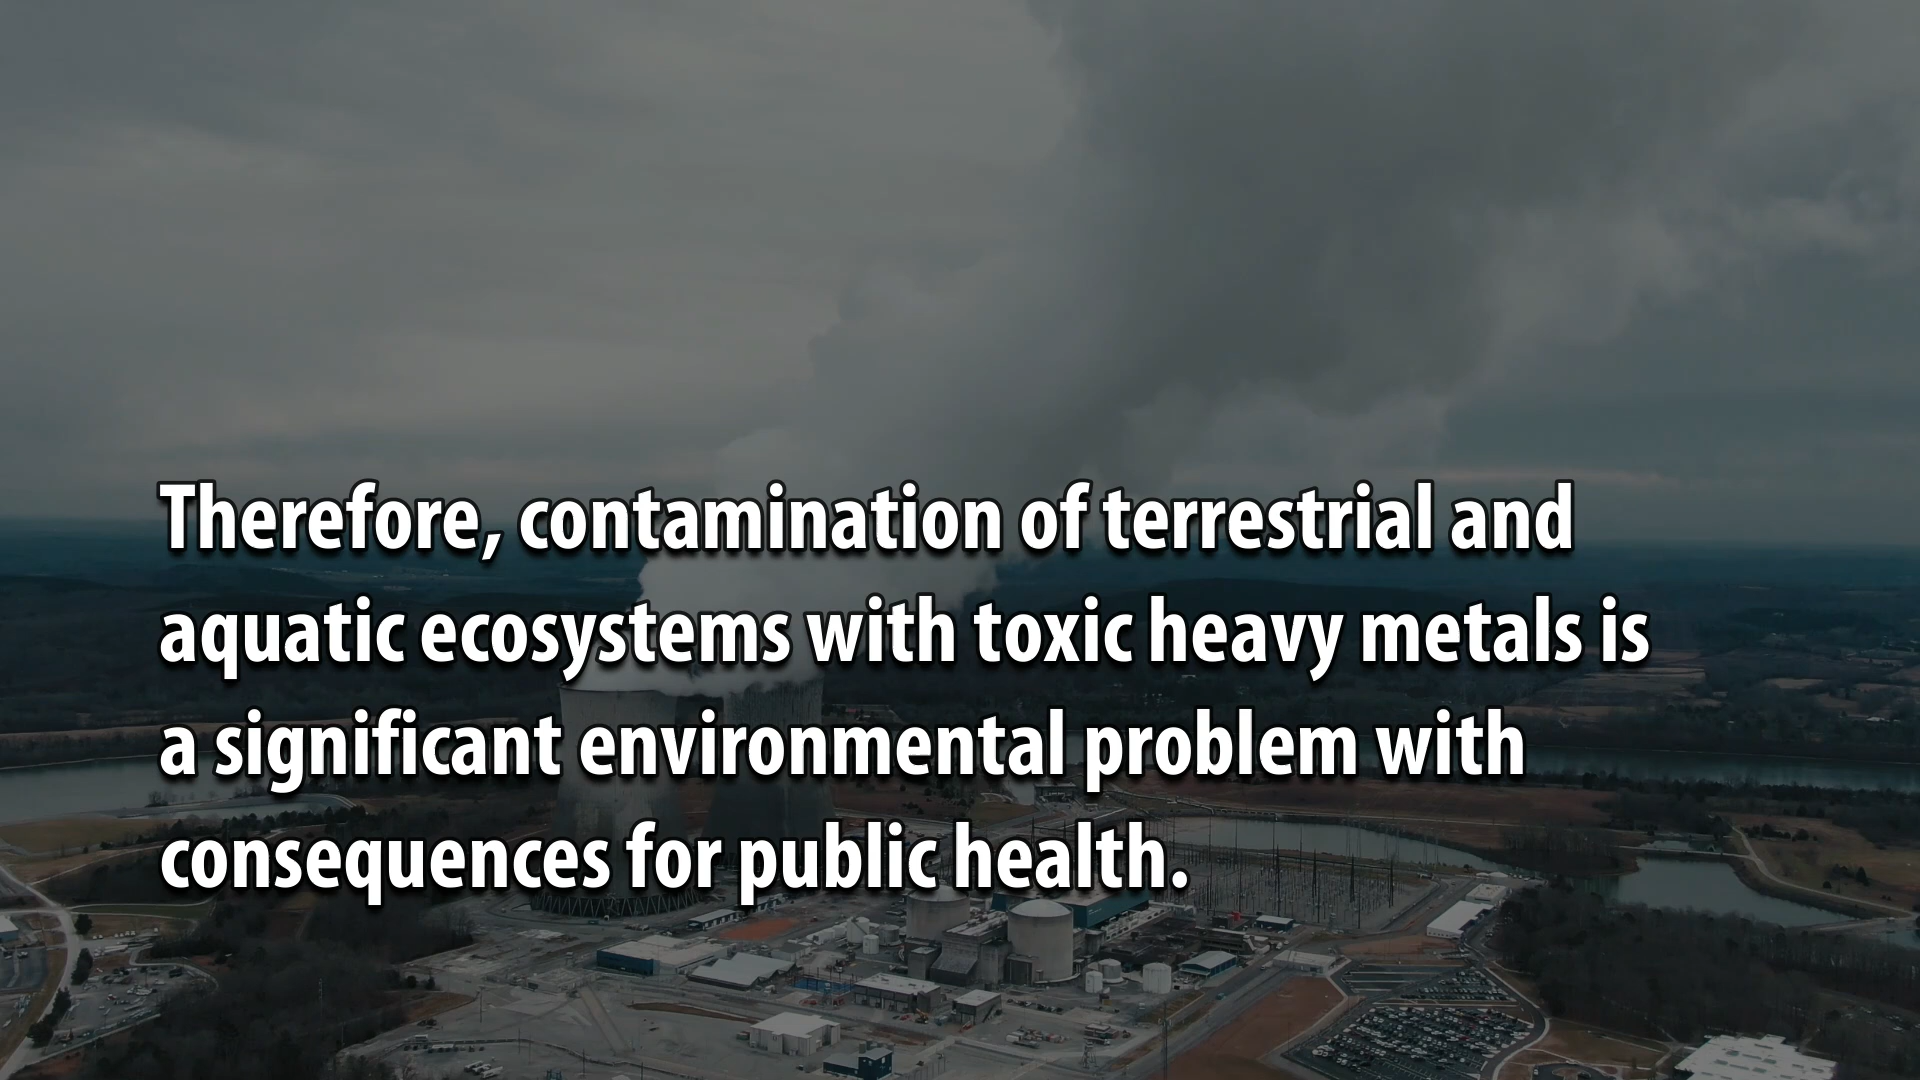 Therefore, contamination of terrestrial and
aquatic ecosystems with toxic heavy metals is
a significant environmental problem with
consequences for public health.